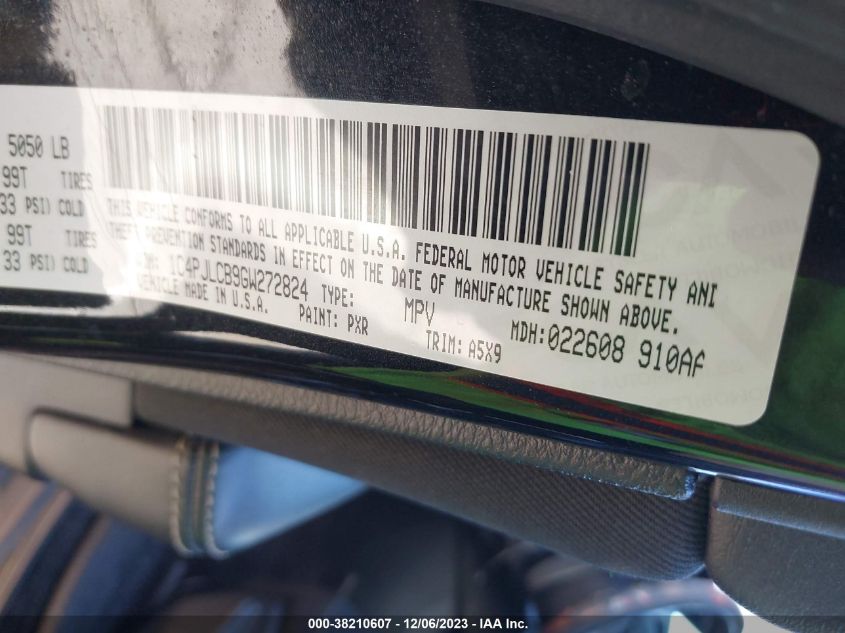 5050 LB
99T TIRES
33 PSI) COLD
99T TIRES
33 PSI) COLD
THIS VEHICLE CONFORMS TO ALL APPLICABLE U.S.A. FEDERAL MOTOR VEHICLE SAFETY AND
THEFT PREVENTION STANDARDS IN EFFECT ON THE DATE OF MANUFACTURE SHOWN ABOVE.
1C4PJLCB9GW272824 TYPE: MPV MDH:022608 910AF
VEHICLE MADE IN U.S.A. PAINT: PXR TRIM: A5X9
000-38210607 - 12/06/2023 - IAA Inc.